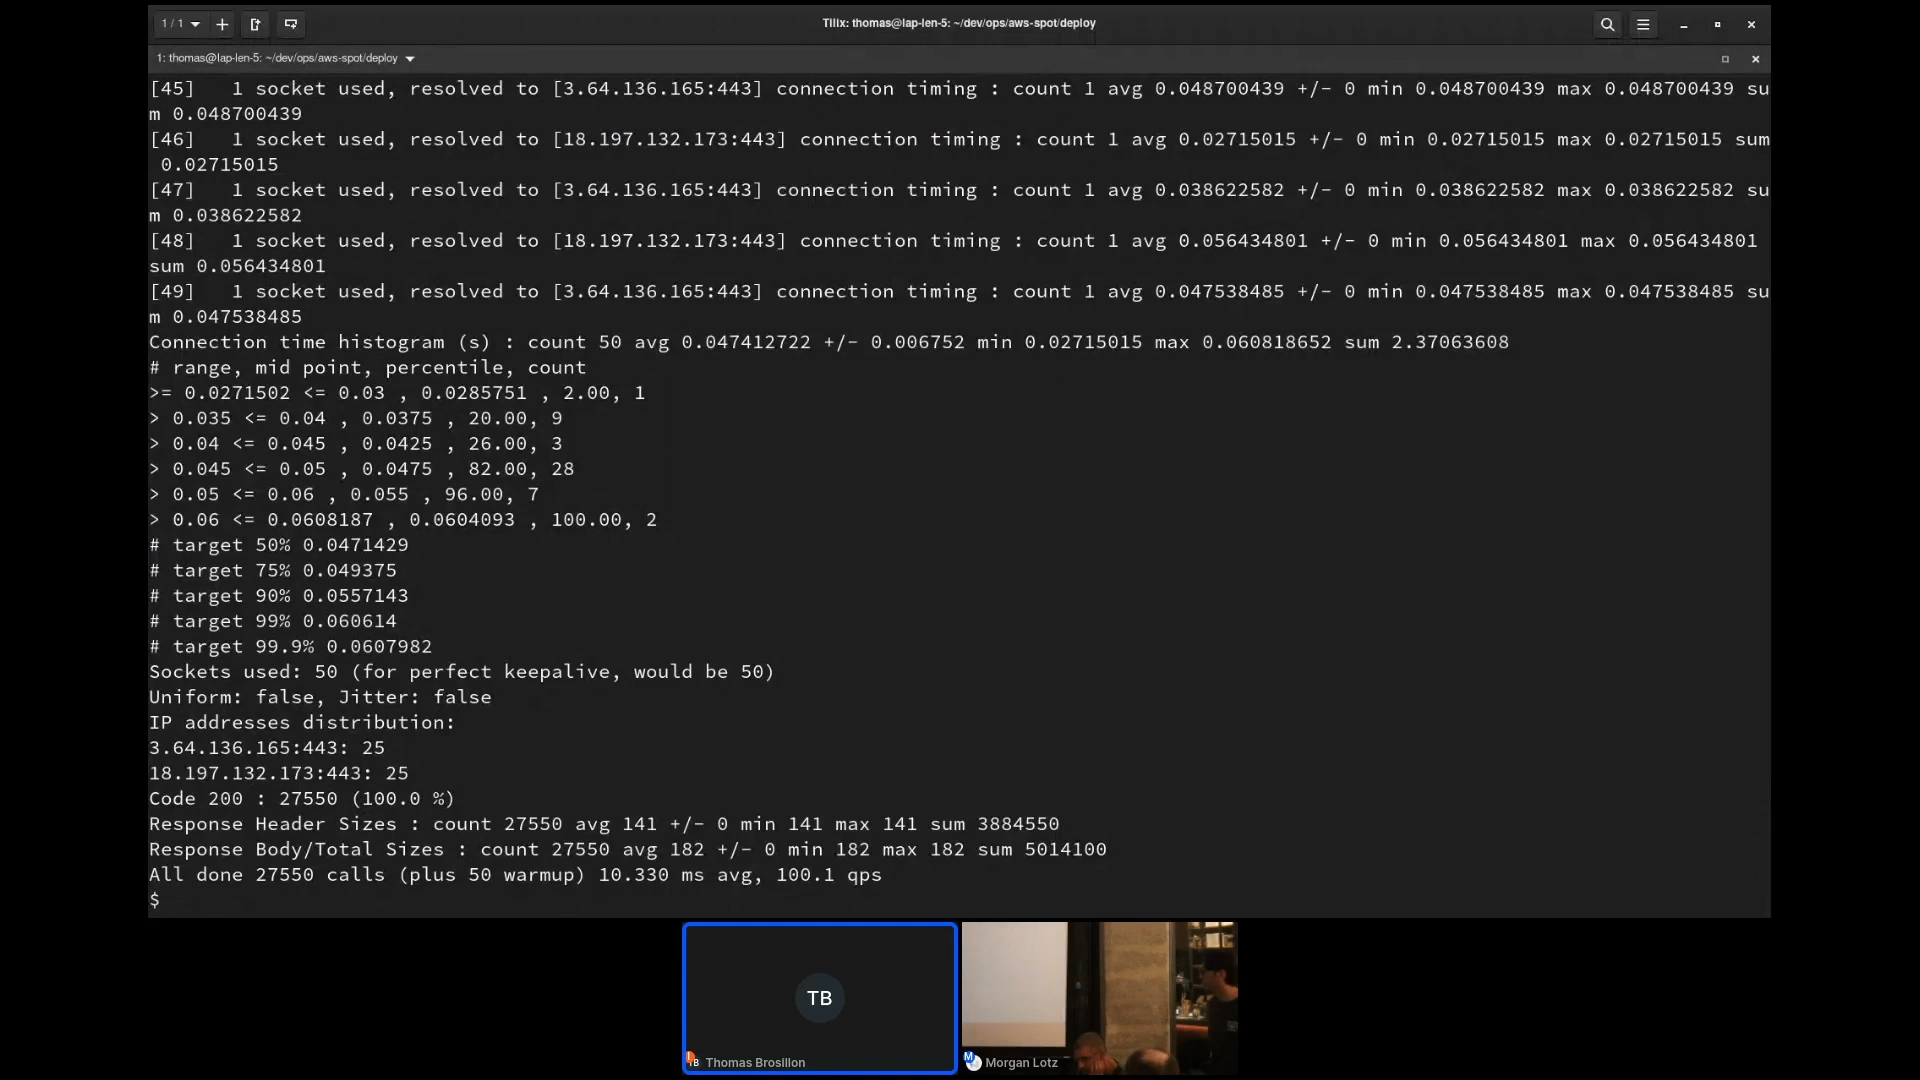 1 / 1
Tilix: thomas@lap-len-5: ~/dev/ops/aws-spot/deploy
1: thomas@lap-len-5: ~/dev/ops/aws-spot/deploy
[45]   1 socket used, resolved to [3.64.136.165:443] connection timing : count 1 avg 0.048700439 +/- 0 min 0.048700439 max 0.048700439 su
m 0.048700439
[46]   1 socket used, resolved to [18.197.132.173:443] connection timing : count 1 avg 0.02715015 +/- 0 min 0.02715015 max 0.02715015 sum
 0.02715015
[47]   1 socket used, resolved to [3.64.136.165:443] connection timing : count 1 avg 0.038622582 +/- 0 min 0.038622582 max 0.038622582 su
m 0.038622582
[48]   1 socket used, resolved to [18.197.132.173:443] connection timing : count 1 avg 0.056434801 +/- 0 min 0.056434801 max 0.056434801
sum 0.056434801
[49]   1 socket used, resolved to [3.64.136.165:443] connection timing : count 1 avg 0.047538485 +/- 0 min 0.047538485 max 0.047538485 su
m 0.047538485
Connection time histogram (s) : count 50 avg 0.047412722 +/- 0.006752 min 0.02715015 max 0.060818652 sum 2.37063608
# range, mid point, percentile, count
>= 0.0271502 <= 0.03 , 0.0285751 , 2.00, 1
> 0.035 <= 0.04 , 0.0375 , 20.00, 9
> 0.04 <= 0.045 , 0.0425 , 26.00, 3
> 0.045 <= 0.05 , 0.0475 , 82.00, 28
> 0.05 <= 0.06 , 0.055 , 96.00, 7
> 0.06 <= 0.0608187 , 0.0604093 , 100.00, 2
# target 50% 0.0471429
# target 75% 0.049375
# target 90% 0.0557143
# target 99% 0.060614
# target 99.9% 0.0607982
Sockets used: 50 (for perfect keepalive, would be 50)
Uniform: false, Jitter: false
IP addresses distribution:
3.64.136.165:443: 25
18.197.132.173:443: 25
Code 200 : 27550 (100.0 %)
Response Header Sizes : count 27550 avg 141 +/- 0 min 141 max 141 sum 3884550
Response Body/Total Sizes : count 27550 avg 182 +/- 0 min 182 max 182 sum 5014100
All done 27550 calls (plus 50 warmup) 10.330 ms avg, 100.1 qps
$
TB
TB Thomas Brosillon
M Morgan Lotz